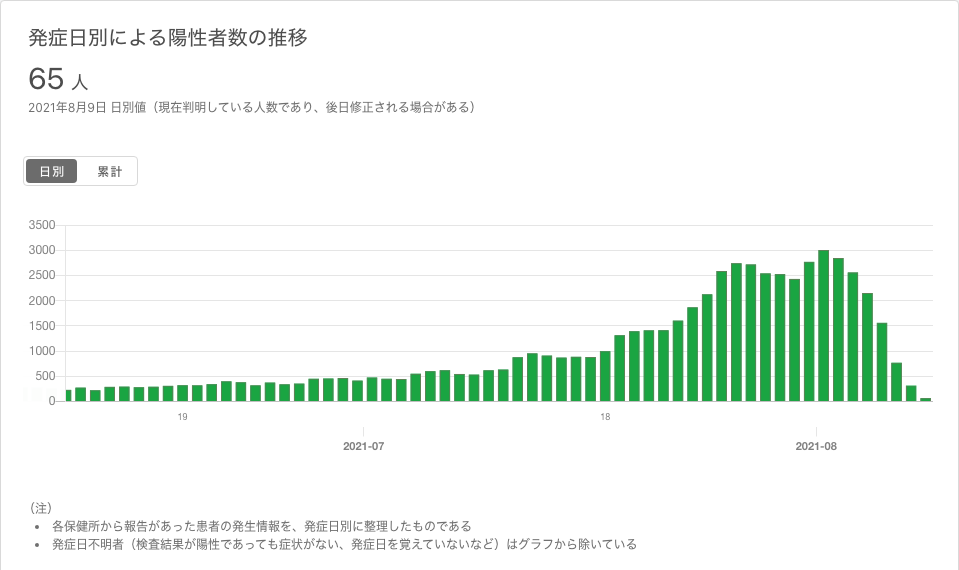 発症日別による陽性者数の推移
65 人
2021年8月9日 日別値（現在判明している人数であり、後日修正される場合がある）
日別 累計
3500
3000
2500
2000
1500
1000
500
0
19 18
2021-07 2021-08
（注）
• 各保健所から報告があった患者の発生情報を、発症日別に整理したものである
• 発症日不明者（検査結果が陽性であっても症状がない、発症日を覚えていないなど）はグラフから除いている